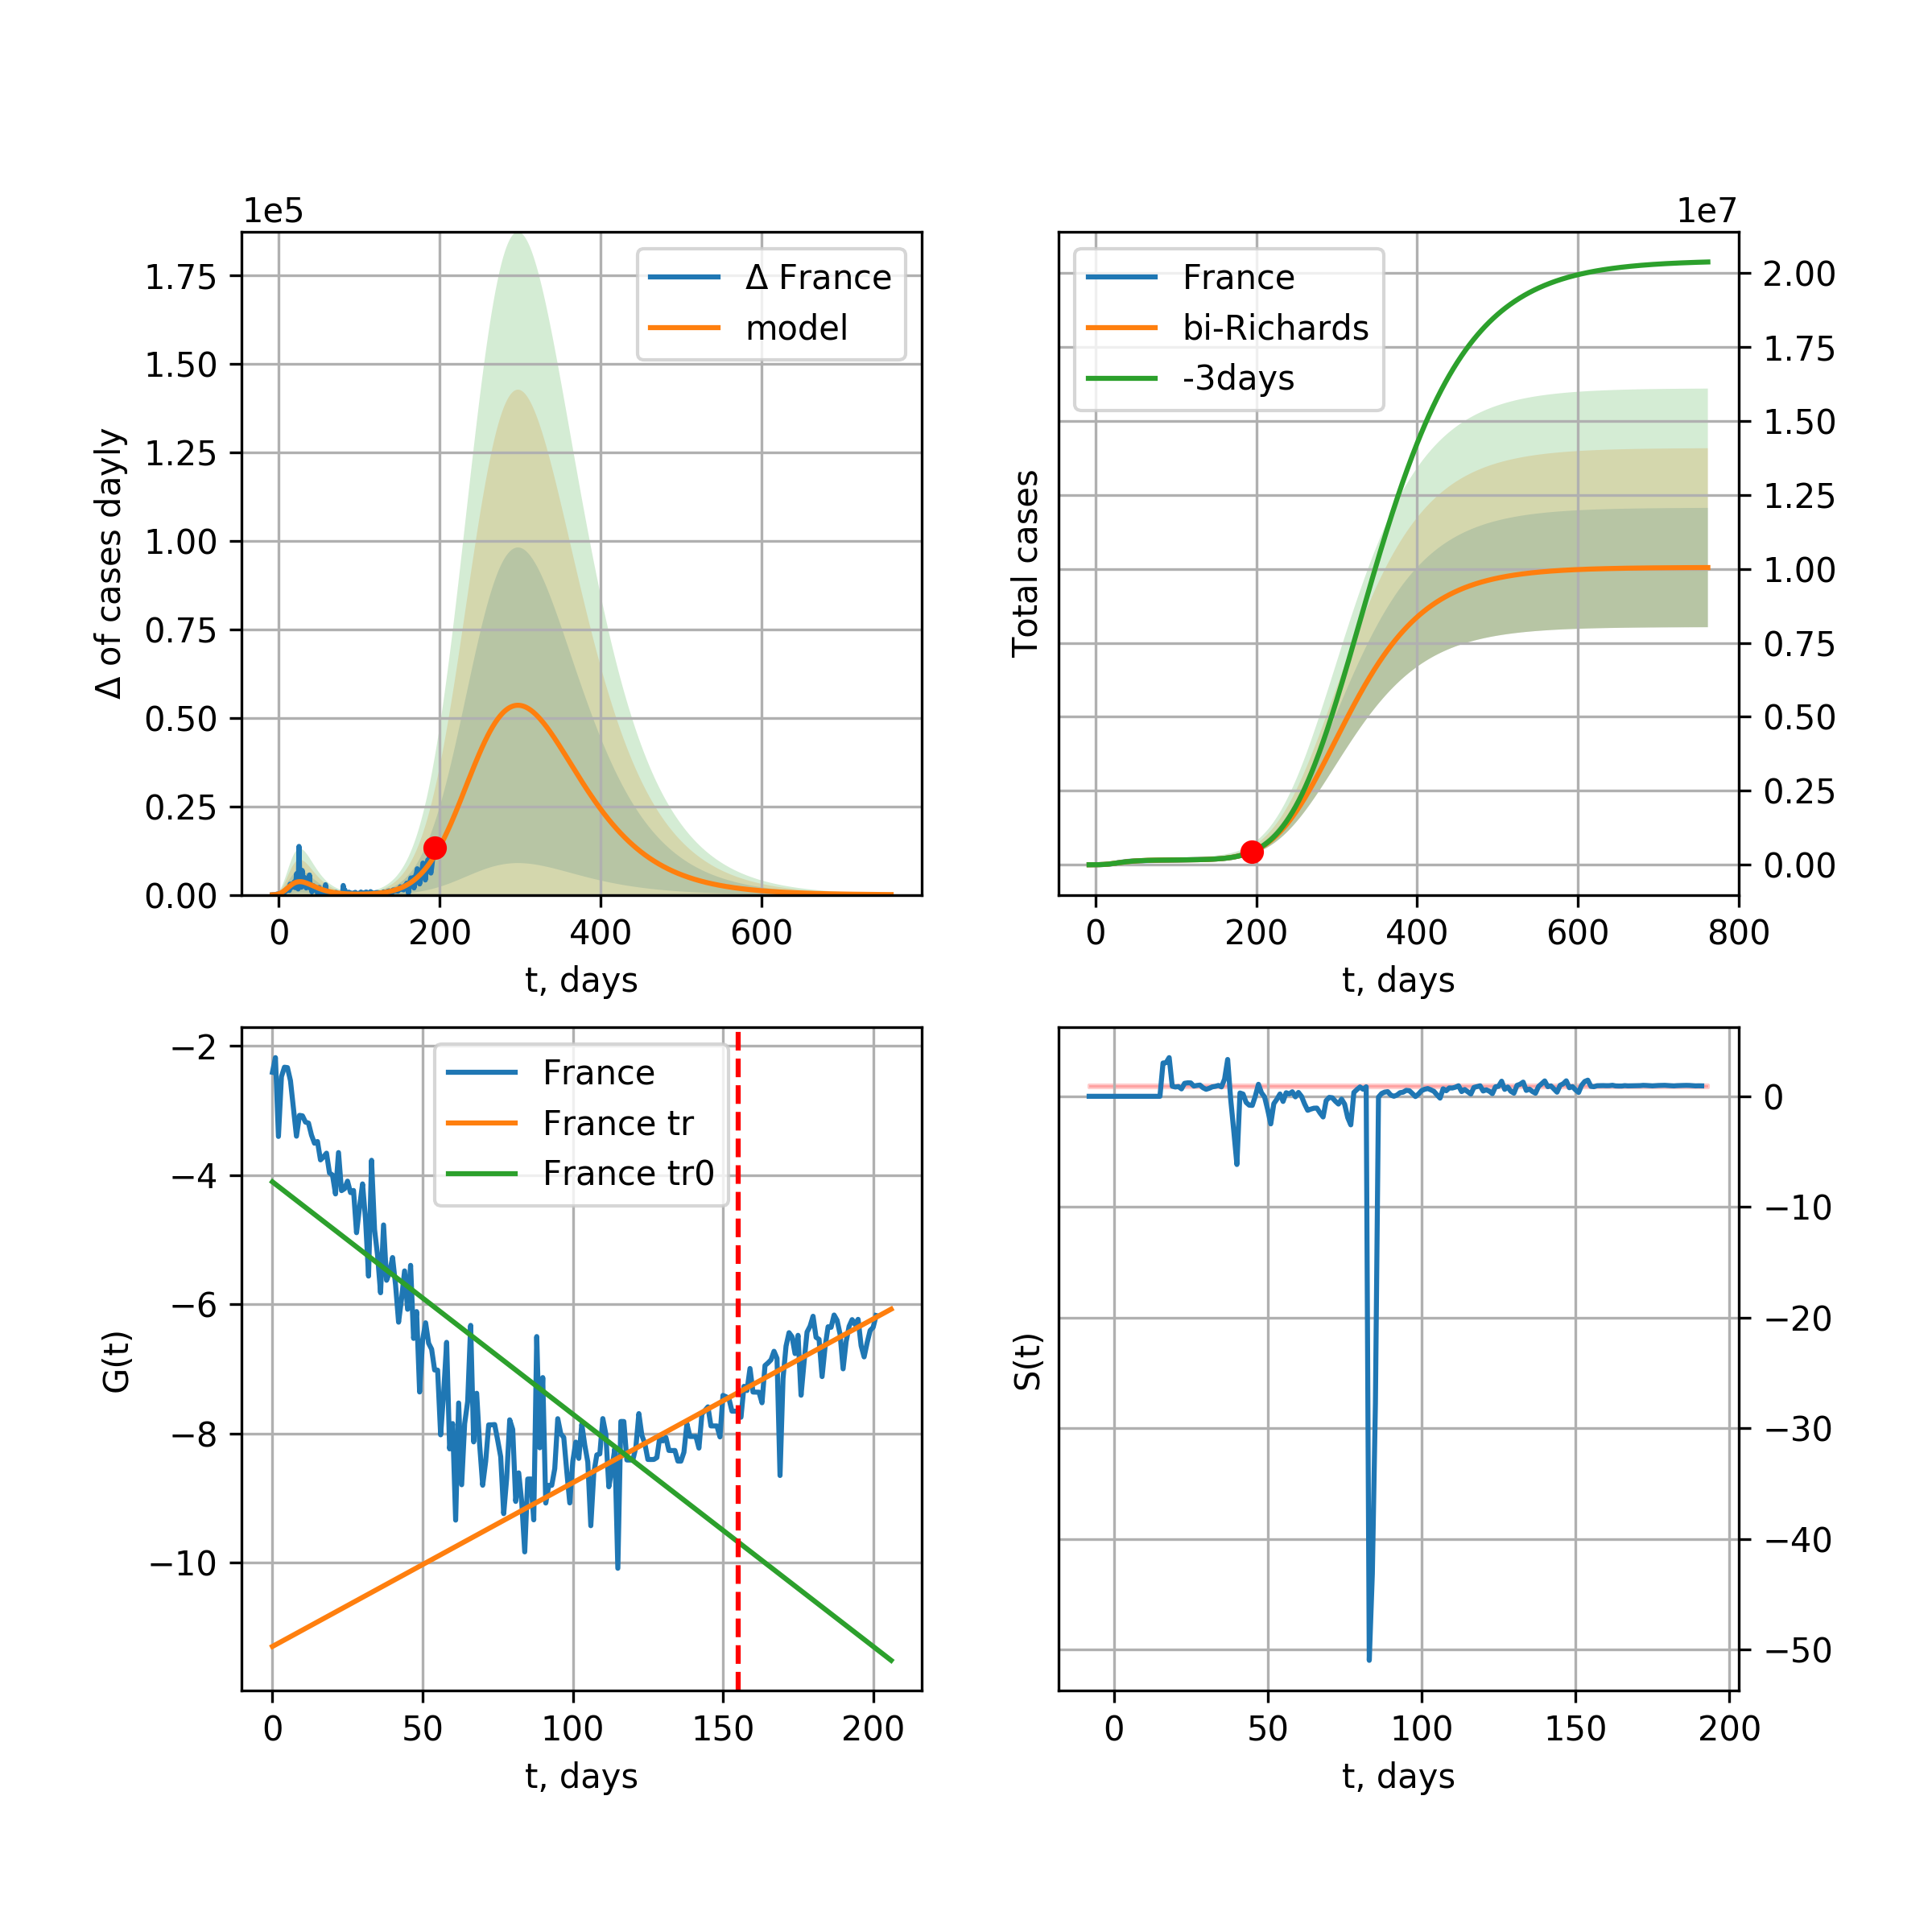 1e5
1.75
1.50
1.25
1.00
0.75
0.50
0.25
0.00
0 200 400 600
Δ of cases dayly
t, days
Δ France
model
1e7
2.00
1.75
1.50
1.25
1.00
0.75
0.50
0.25
0.00
0 200 400 600 800
Total cases
t, days
France
bi-Richards
-3days
−2
−4
−6
−8
−10
0 50 100 150 200
G(t)
t, days
France
France tr
France tr0
0
−10
−20
−30
−40
−50
0 50 100 150 200
S(t)
t, days